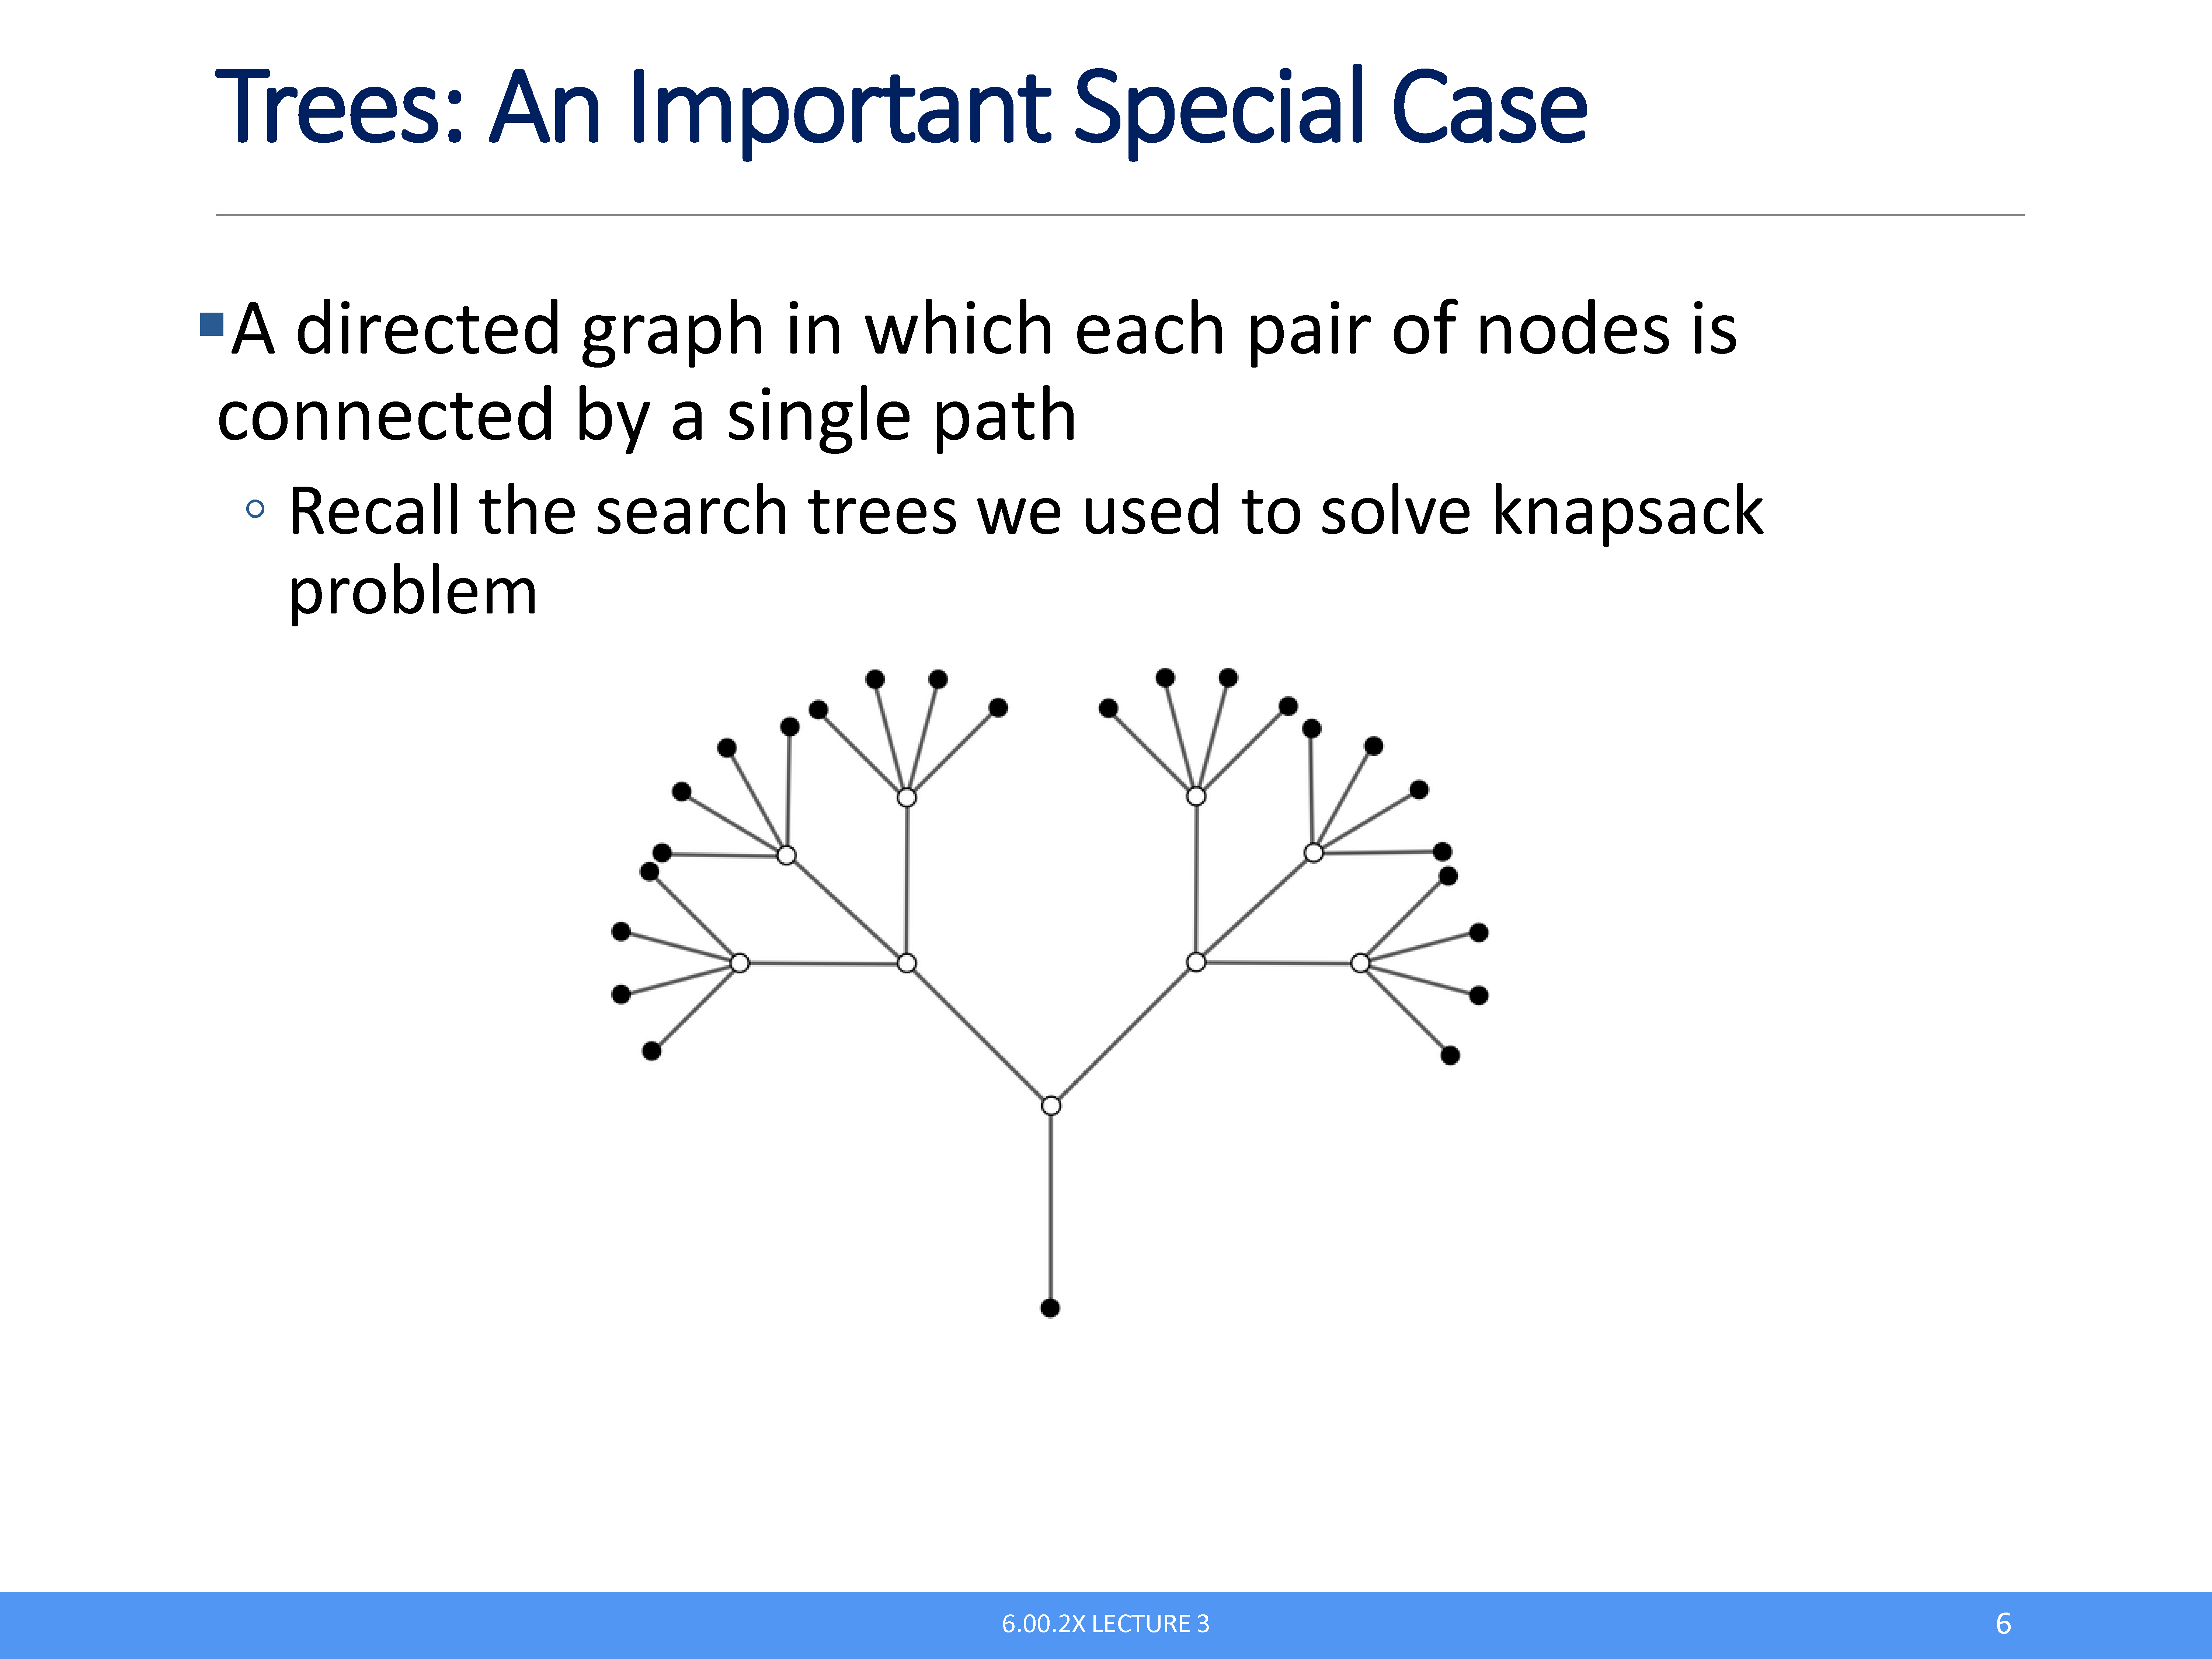 Trees: An Important Special Case
▪A directed graph in which each pair of nodes is
connected by a single path
◦ Recall the search trees we used to solve knapsack
problem
6.00.2X LECTURE 3
6